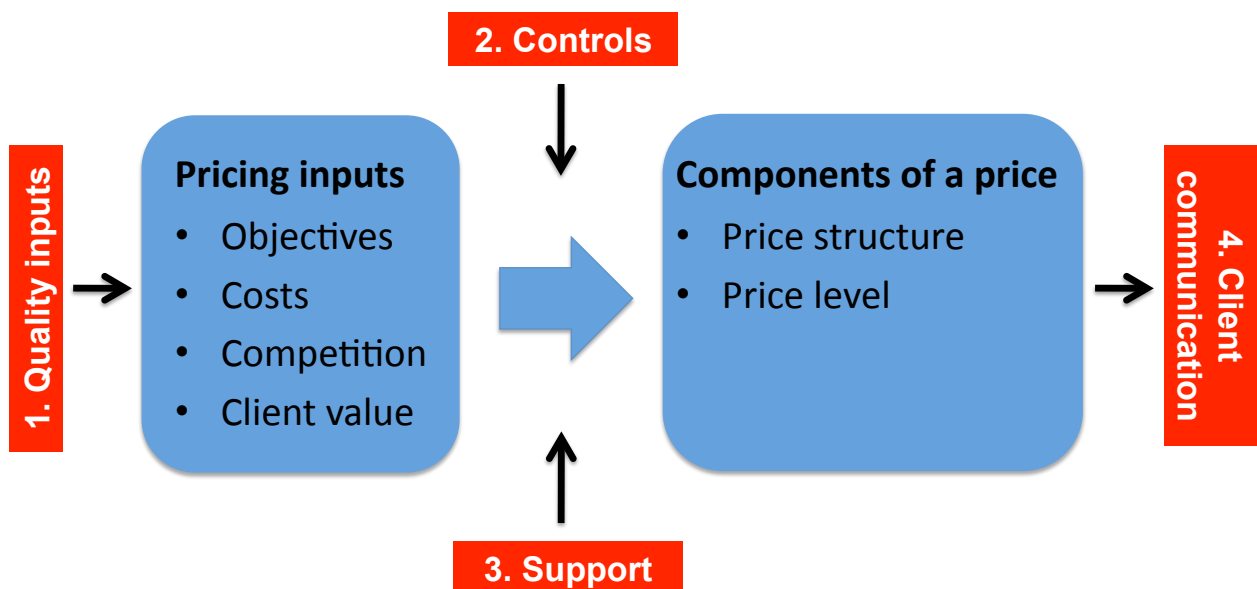 2. Controls
1. Quality inputs
Pricing inputs
• Objectives
• Costs
• Competition
• Client value
Components of a price
• Price structure
• Price level
4. Client
communication
3. Support